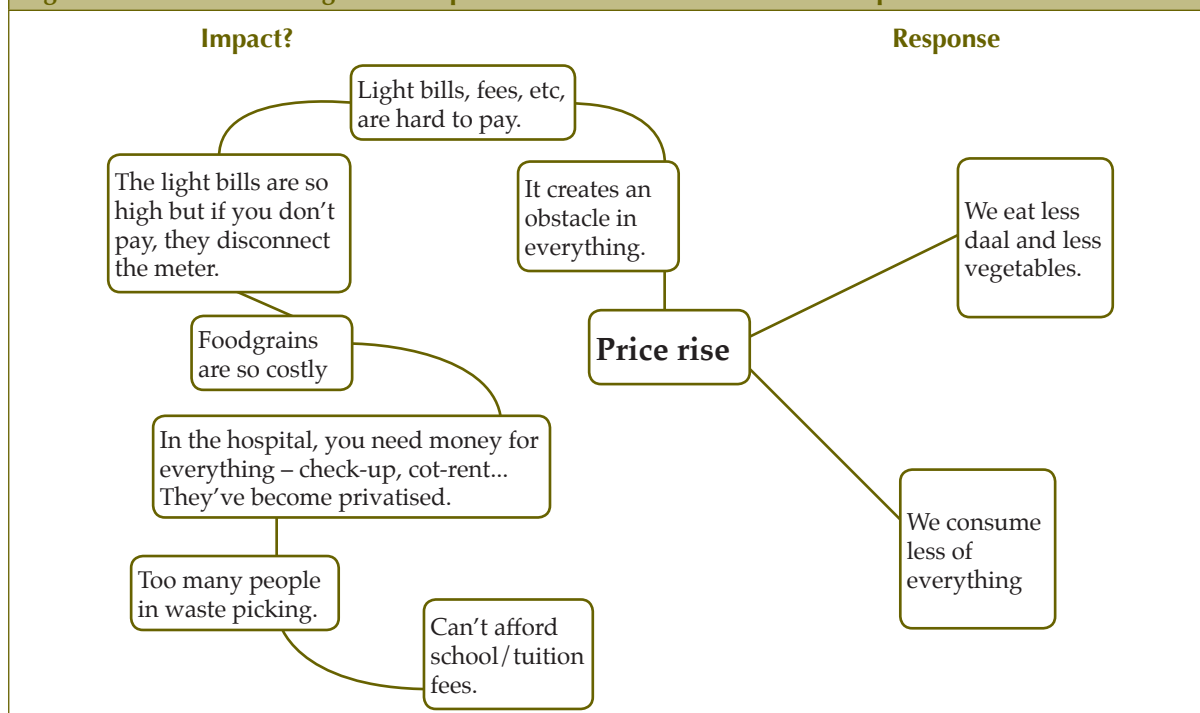 Impact?
Response
Light bills, fees, etc,
are hard to pay.
The light bills are so
high but if you don't
pay, they disconnect
the meter.
It creates an
obstacle in
everything.
We eat less
daal and less
vegetables.
Price rise
Foodgrains
are so costly
In the hospital, you need money for
everything – check-up, cot-rent...
They've become privatised.
We consume
less of
everything
Too many people
in waste picking.
Can't afford
school/tuition
fees.